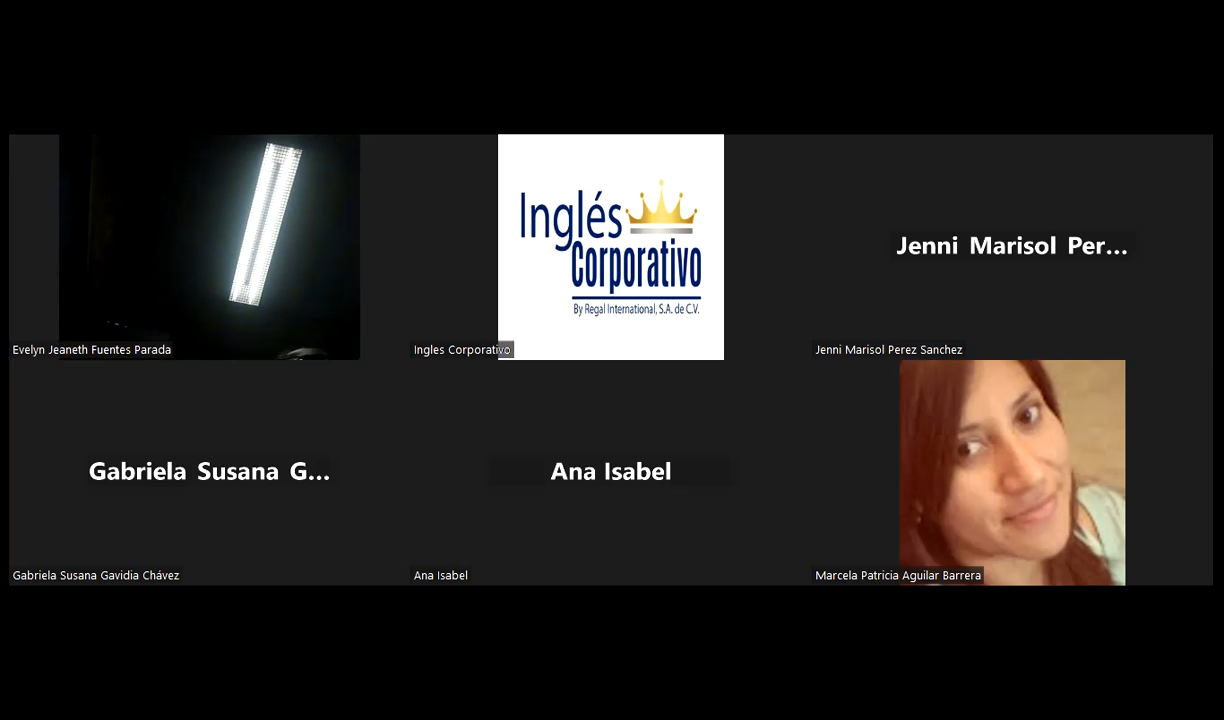 Inglés
Corporativo
By Regal International, S.A. de C.V.
Jenni Marisol Per...
Evelyn Jeaneth Fuentes Parada
Ingles Corporativo
Jenni Marisol Perez Sanchez
Gabriela Susana G...
Ana Isabel
Gabriela Susana Gavidia Chávez
Ana Isabel
Marcela Patricia Aguilar Barrera